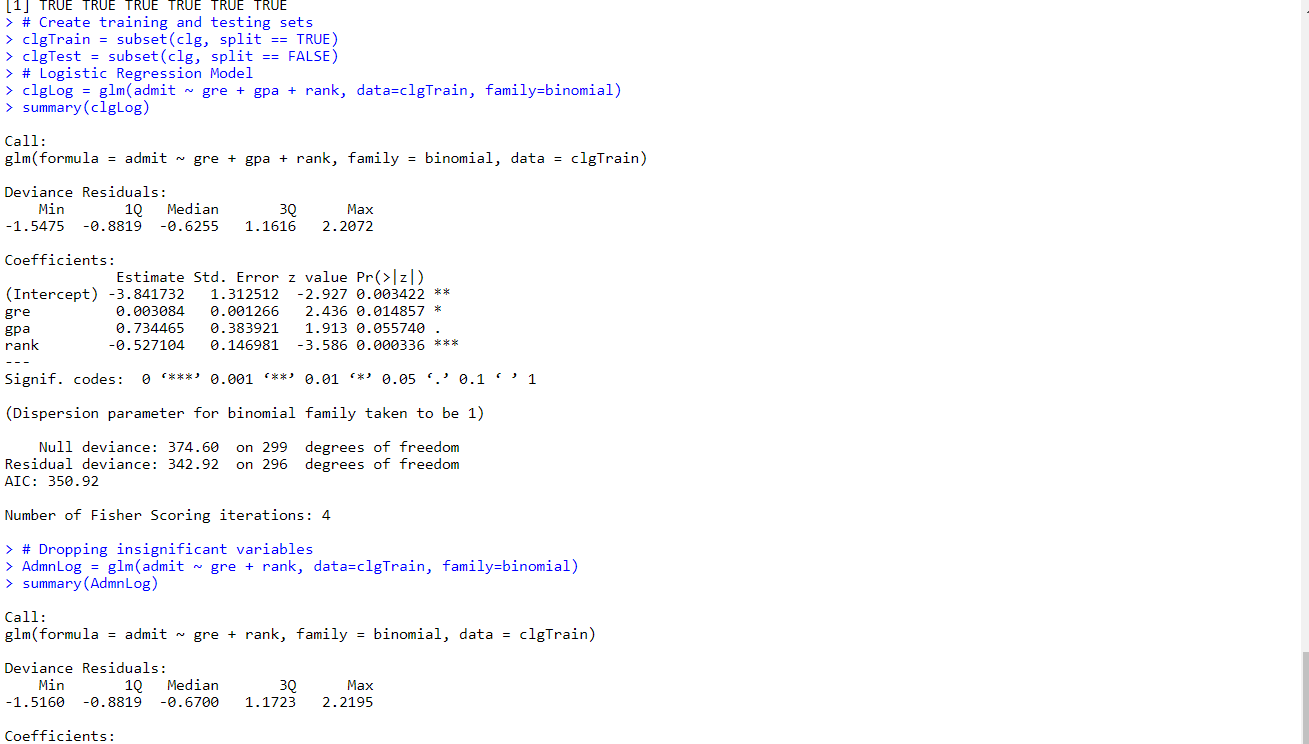 [1] TRUE TRUE TRUE TRUE TRUE TRUE
> # Create training and testing sets
> clgTrain = subset(clg, split == TRUE)
> clgTest = subset(clg, split == FALSE)
> # Logistic Regression Model
> clgLog = glm(admit ~ gre + gpa + rank, data=clgTrain, family=binomial)
> summary(clgLog)

Call:
glm(formula = admit ~ gre + gpa + rank, family = binomial, data = clgTrain)

Deviance Residuals:
    Min       1Q   Median       3Q      Max
-1.5475  -0.8819  -0.6255   1.1616   2.2072

Coefficients:
             Estimate Std. Error z value Pr(>|z|)
(Intercept) -3.841732   1.312512  -2.927 0.003422 **
gre          0.003084   0.001266   2.436 0.014857 *
gpa          0.734465   0.383921   1.913 0.055740 .
rank        -0.527104   0.146981  -3.586 0.000336 ***
---
Signif. codes:  0 ‘***’ 0.001 ‘**’ 0.01 ‘*’ 0.05 ‘.’ 0.1 ‘ ’ 1

(Dispersion parameter for binomial family taken to be 1)

    Null deviance: 374.60  on 299  degrees of freedom
Residual deviance: 342.92  on 296  degrees of freedom
AIC: 350.92

Number of Fisher Scoring iterations: 4

> # Dropping insignificant variables
> AdmnLog = glm(admit ~ gre + rank, data=clgTrain, family=binomial)
> summary(AdmnLog)

Call:
glm(formula = admit ~ gre + rank, family = binomial, data = clgTrain)

Deviance Residuals:
    Min       1Q   Median       3Q      Max
-1.5160  -0.8819  -0.6700   1.1723   2.2195

Coefficients: